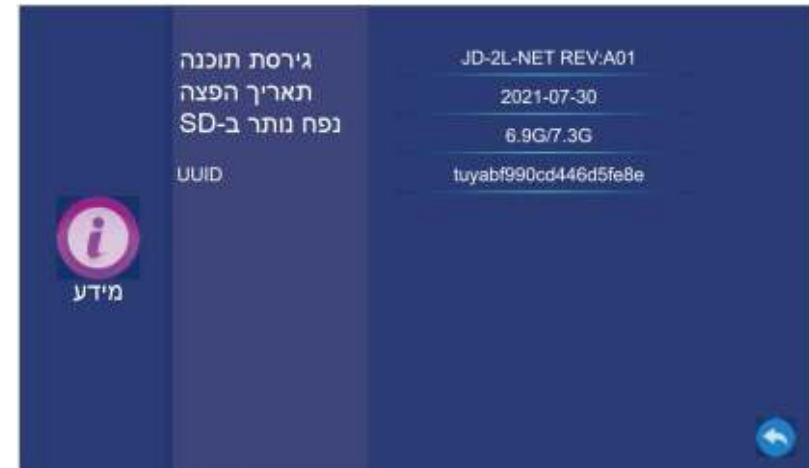 גירסת תוכנה JD-2L-NET REV:A01
תאריך הפצה 2021-07-30
נפח נותר ב-SD 6.9G/7.3G
UUID tuyabf990cd446d5fe8e
מידע